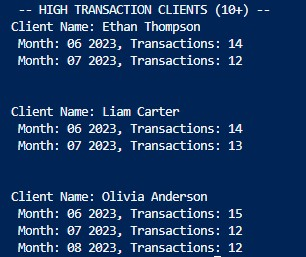 -- HIGH TRANSACTION CLIENTS (10+) --
Client Name: Ethan Thompson
Month: 06 2023, Transactions: 14
Month: 07 2023, Transactions: 12
Client Name: Liam Carter
Month: 06 2023, Transactions: 14
Month: 07 2023, Transactions: 13
Client Name: Olivia Anderson
Month: 06 2023, Transactions: 15
Month: 07 2023, Transactions: 12
Month: 08 2023, Transactions: 12